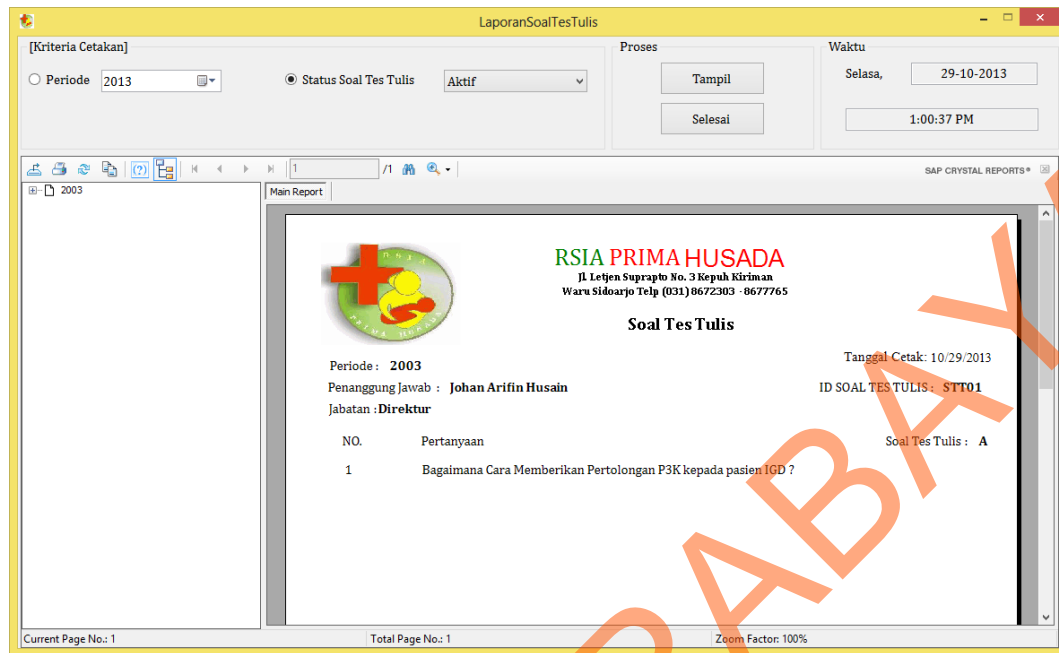 LaporanSoalTesTulis
[Kriteria Cetakan]
Proses
Waktu
Periode 2013
Status Soal Tes Tulis Aktif
Tampil
Selasa, 29-10-2013
Selesai
1:00:37 PM
1 /1
SAP CRYSTAL REPORTS®
2003
Main Report
RSIA PRIMA HUSADA
Jl. Letjen Suprapto No. 3 Kepuh Kiriman
Waru Sidoarjo Telp (031) 8672303 - 8677765
Soal Tes Tulis
Tanggal Cetak: 10/29/2013
Periode : 2003
Penanggung Jawab : Johan Arifin Husain
ID SOAL TES TULIS : STT01
Jabatan : Direktur
NO. Pertanyaan Soal Tes Tulis : A
1 Bagaimana Cara Memberikan Pertolongan P3K kepada pasien IGD ?
RSIA
PRIMA HUSADA
Current Page No.: 1 Total Page No.: 1 Zoom Factor: 100%
RABAY